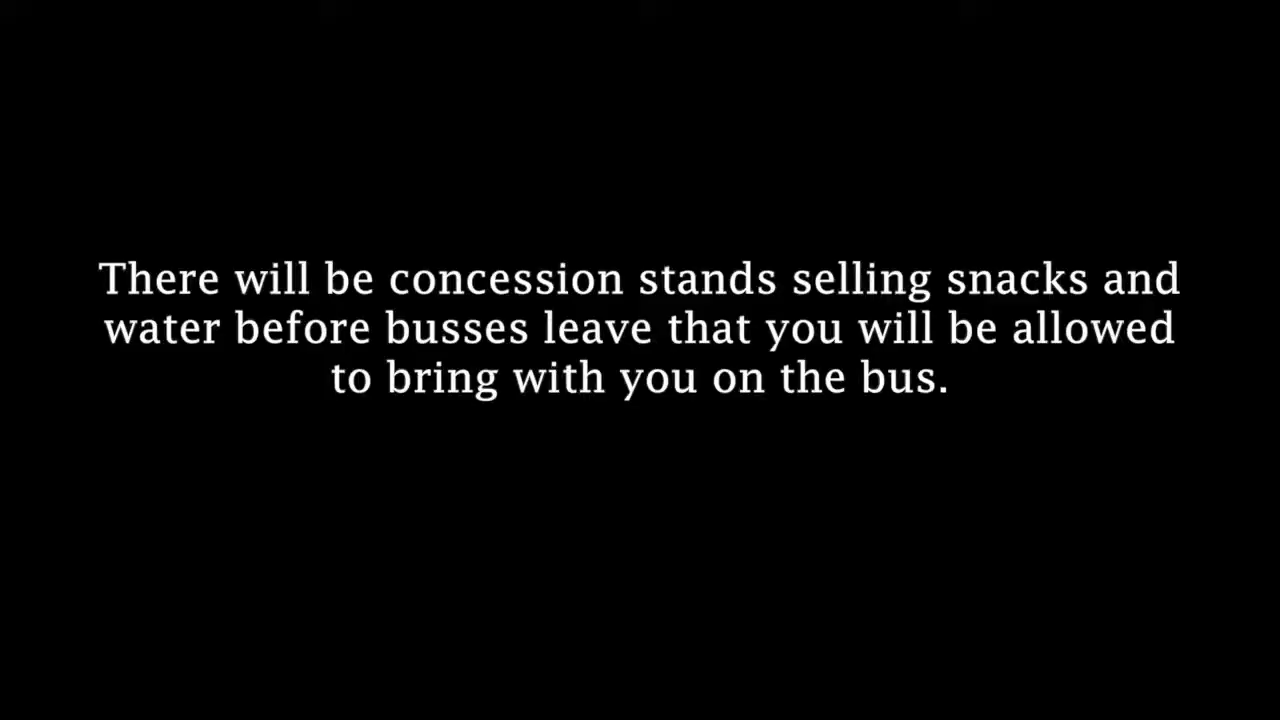 There will be concession stands selling snacks and
water before busses leave that you will be allowed
to bring with you on the bus.